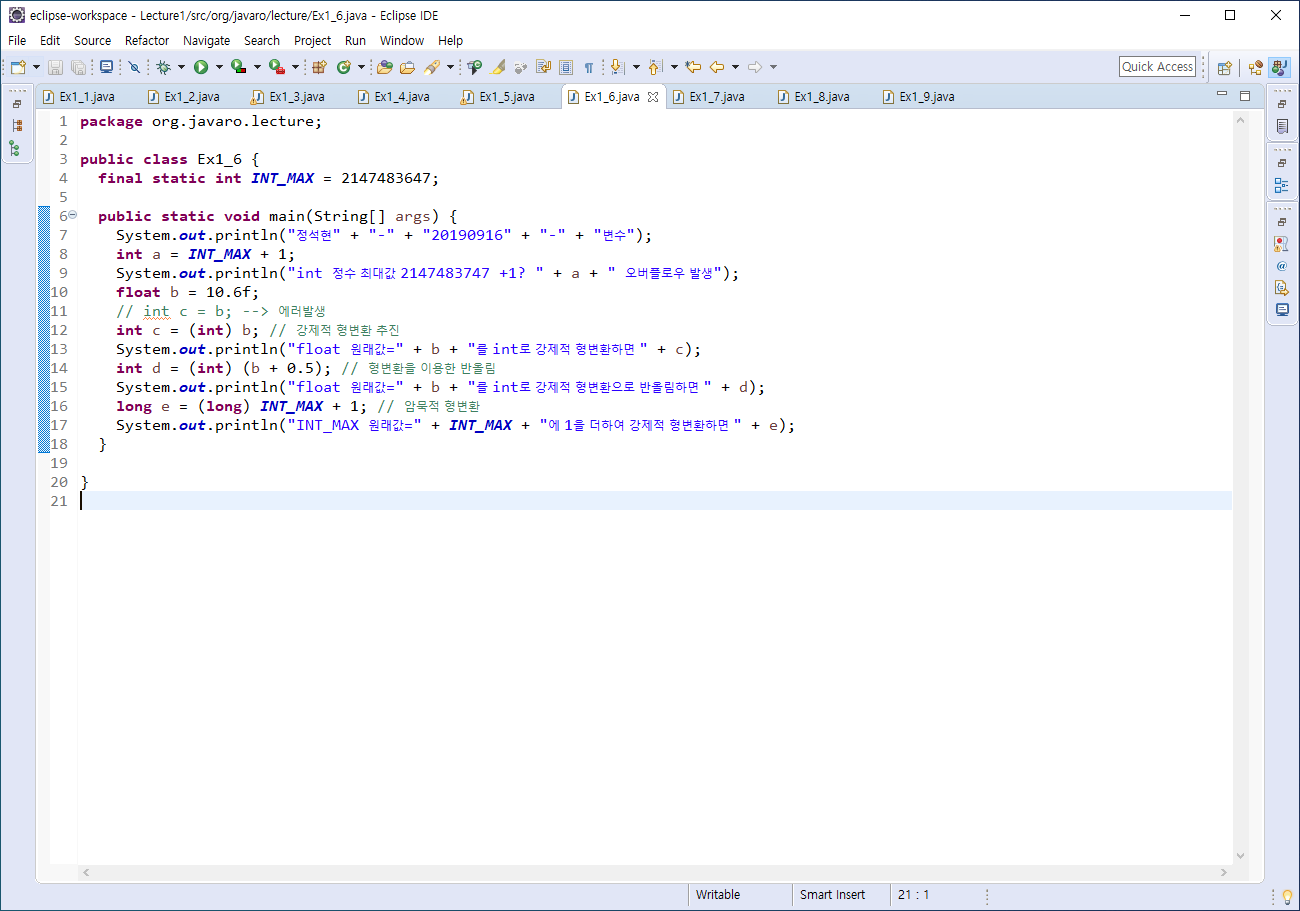 eclipse-workspace - Lecture1/src/org/javaro/lecture/Ex1_6.java - Eclipse IDE
File Edit Source Refactor Navigate Search Project Run Window Help
Quick Access
Ex1_1.java Ex1_2.java Ex1_3.java Ex1_4.java Ex1_5.java Ex1_6.java Ex1_7.java Ex1_8.java Ex1_9.java
1 package org.javaro.lecture;
2
3 public class Ex1_6 {
4 final static int INT_MAX = 2147483647;
5
6 public static void main(String[] args) {
7 System.out.println("정석현" + "-" + "20190916" + "-" + "변수");
8 int a = INT_MAX + 1;
9 System.out.println("int 정수 최대값 2147483747 +1? " + a + " 오버플로우 발생");
10 float b = 10.6f;
11 // int c = b; --> 에러발생
12 int c = (int) b; // 강제적 형변환 추진
13 System.out.println("float 원래값=" + b + "를 int로 강제적 형변환하면 " + c);
14 int d = (int) (b + 0.5); // 형변환을 이용한 반올림
15 System.out.println("float 원래값=" + b + "를 int로 강제적 형변환으로 반올림하면 " + d);
16 long e = (long) INT_MAX + 1; // 암묵적 형변환
17 System.out.println("INT_MAX 원래값=" + INT_MAX + "에 1을 더하여 강제적 형변환하면 " + e);
18 }
19
20 }
21
Writable Smart Insert 21 : 1